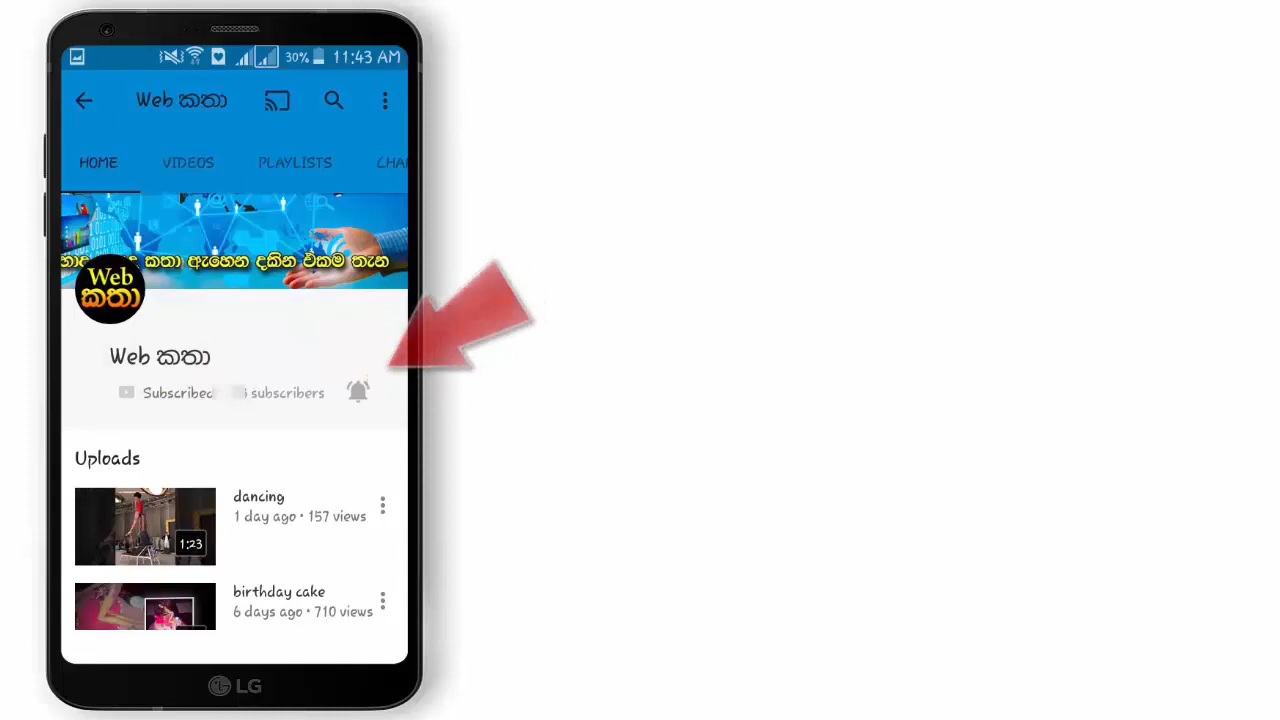 30% 11:43 AM
Web කතා
HOME VIDEOS PLAYLISTS
කතා ඇහෙන දකින එකම තැන
Web
කතා
Web කතා
Subscribed subscribers
Uploads
dancing
1 day ago • 157 views
1:23
birthday cake
6 days ago • 710 views
LG